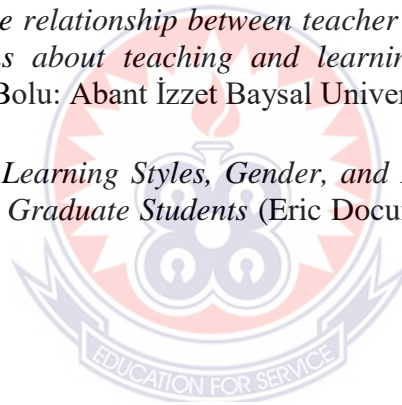 e relationship between teacher
s about teaching and learnin
Bolu: Abant İzzet Baysal Univer
Learning Styles, Gender, and
Graduate Students (Eric Docu
EDUCATION FOR SERVICE